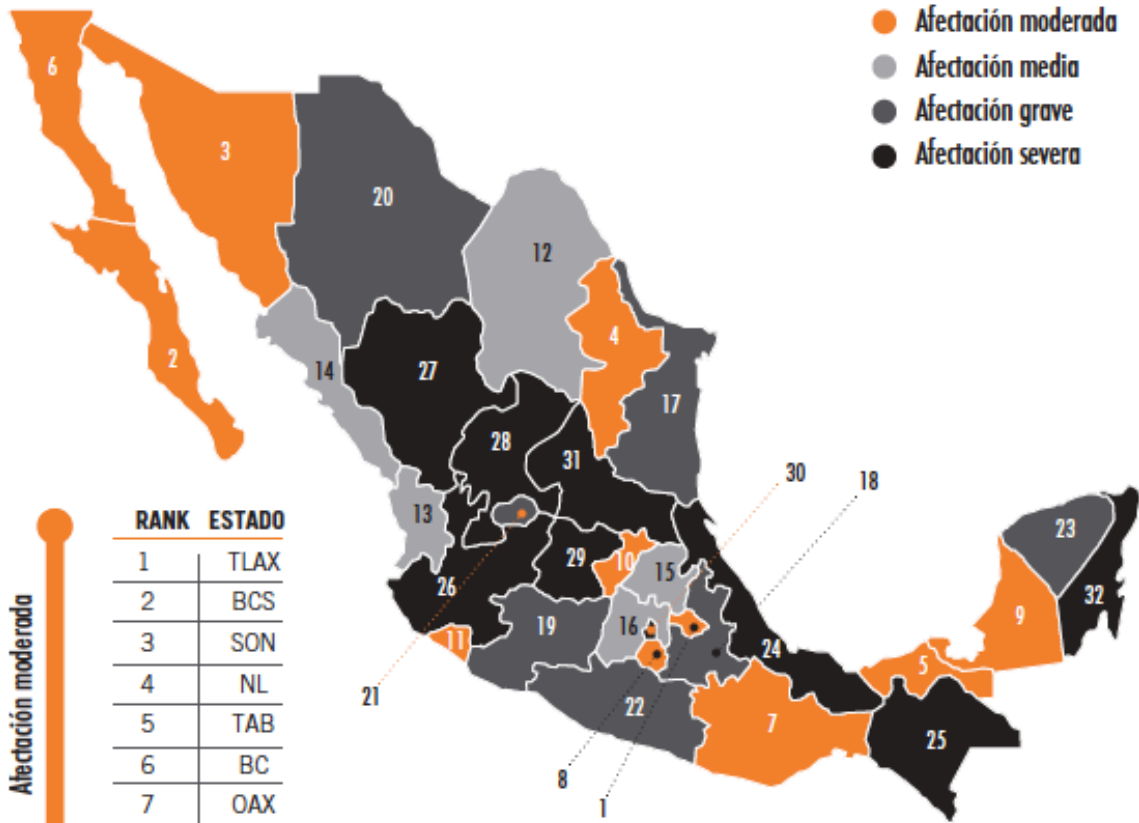 Afectación moderada
Afectación media
Afectación grave
Afectación severa
6
3
20
12
2
14
27
4
17
28
31
30
18
13
23
10
15
29
26
32
9
19
16
11
24
5
21
22
7
25
8
1
Afectación moderada
RANK ESTADO
1 TLAX
2 BCS
3 SON
4 NL
5 TAB
6 BC
7 OAX